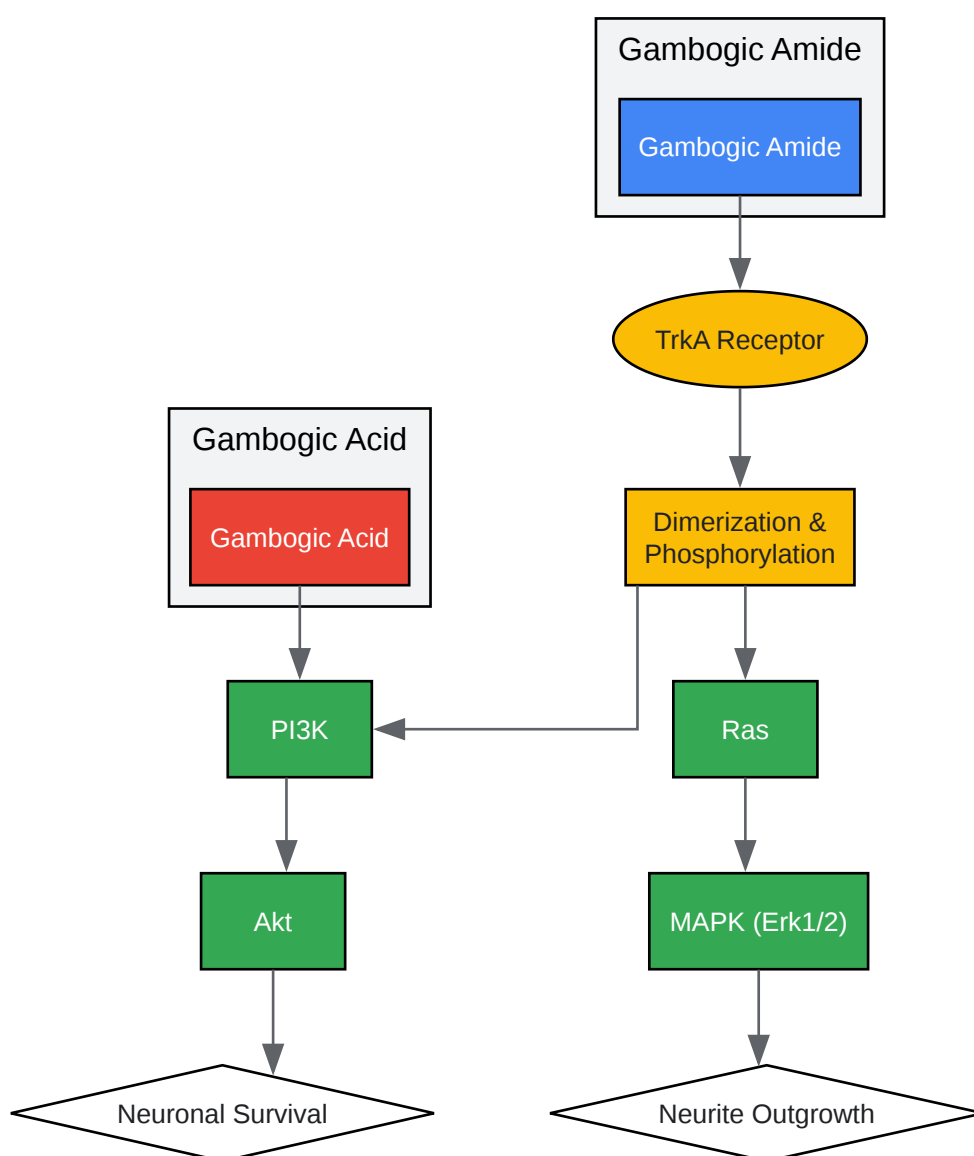 Gambogic Amide
Gambogic Amide
TrkA Receptor
Gambogic Acid
Gambogic Acid
Dimerization &
Phosphorylation
PI3K
Ras
Akt
MAPK (Erk1/2)
Neuronal Survival
Neurite Outgrowth